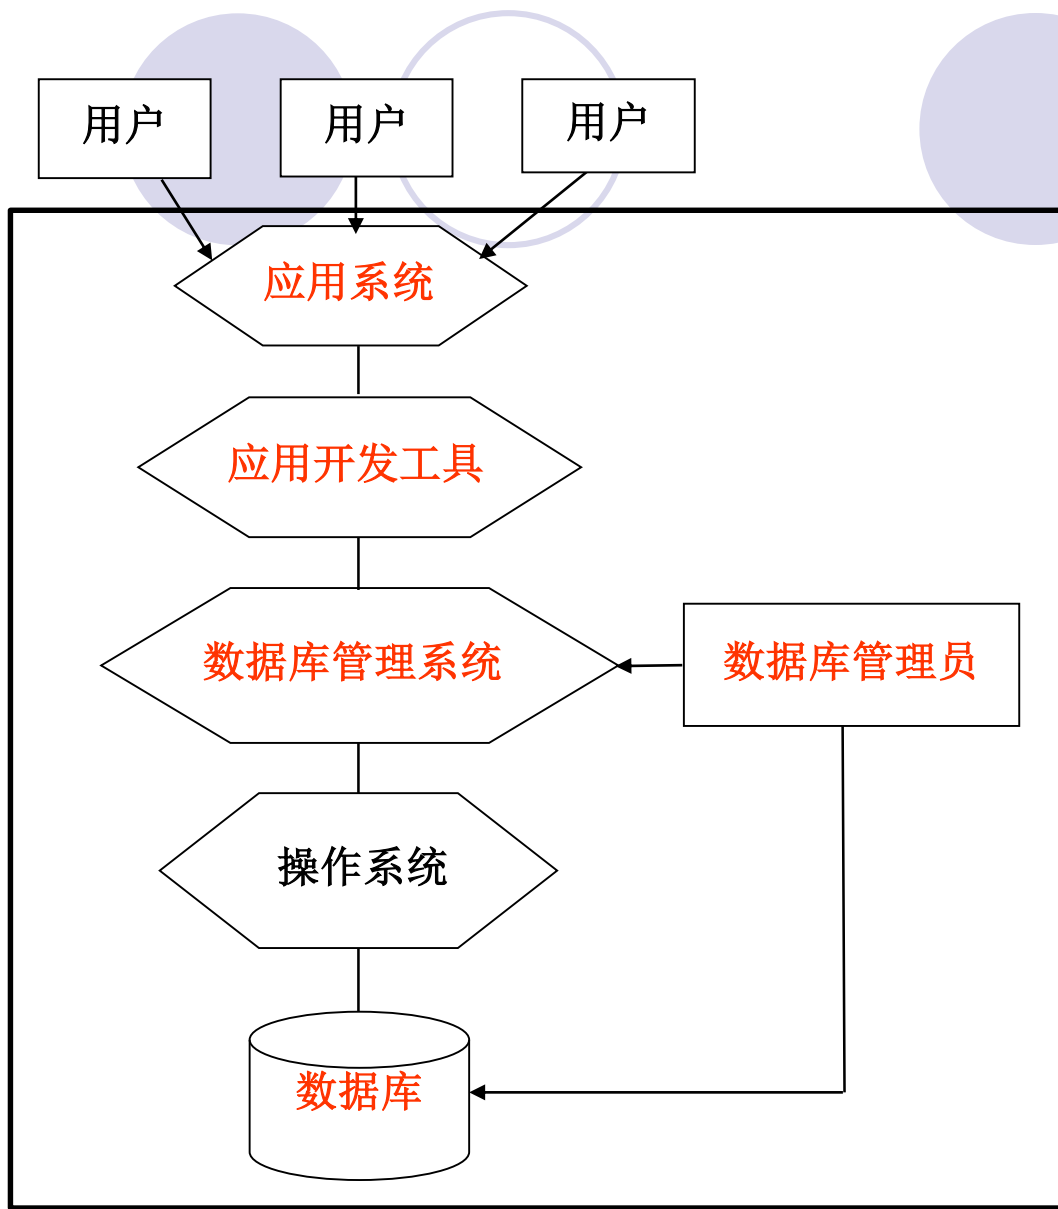 用户
用户
用户
应用系统
应用开发工具
数据库管理系统
数据库管理员
操作系统
数据库